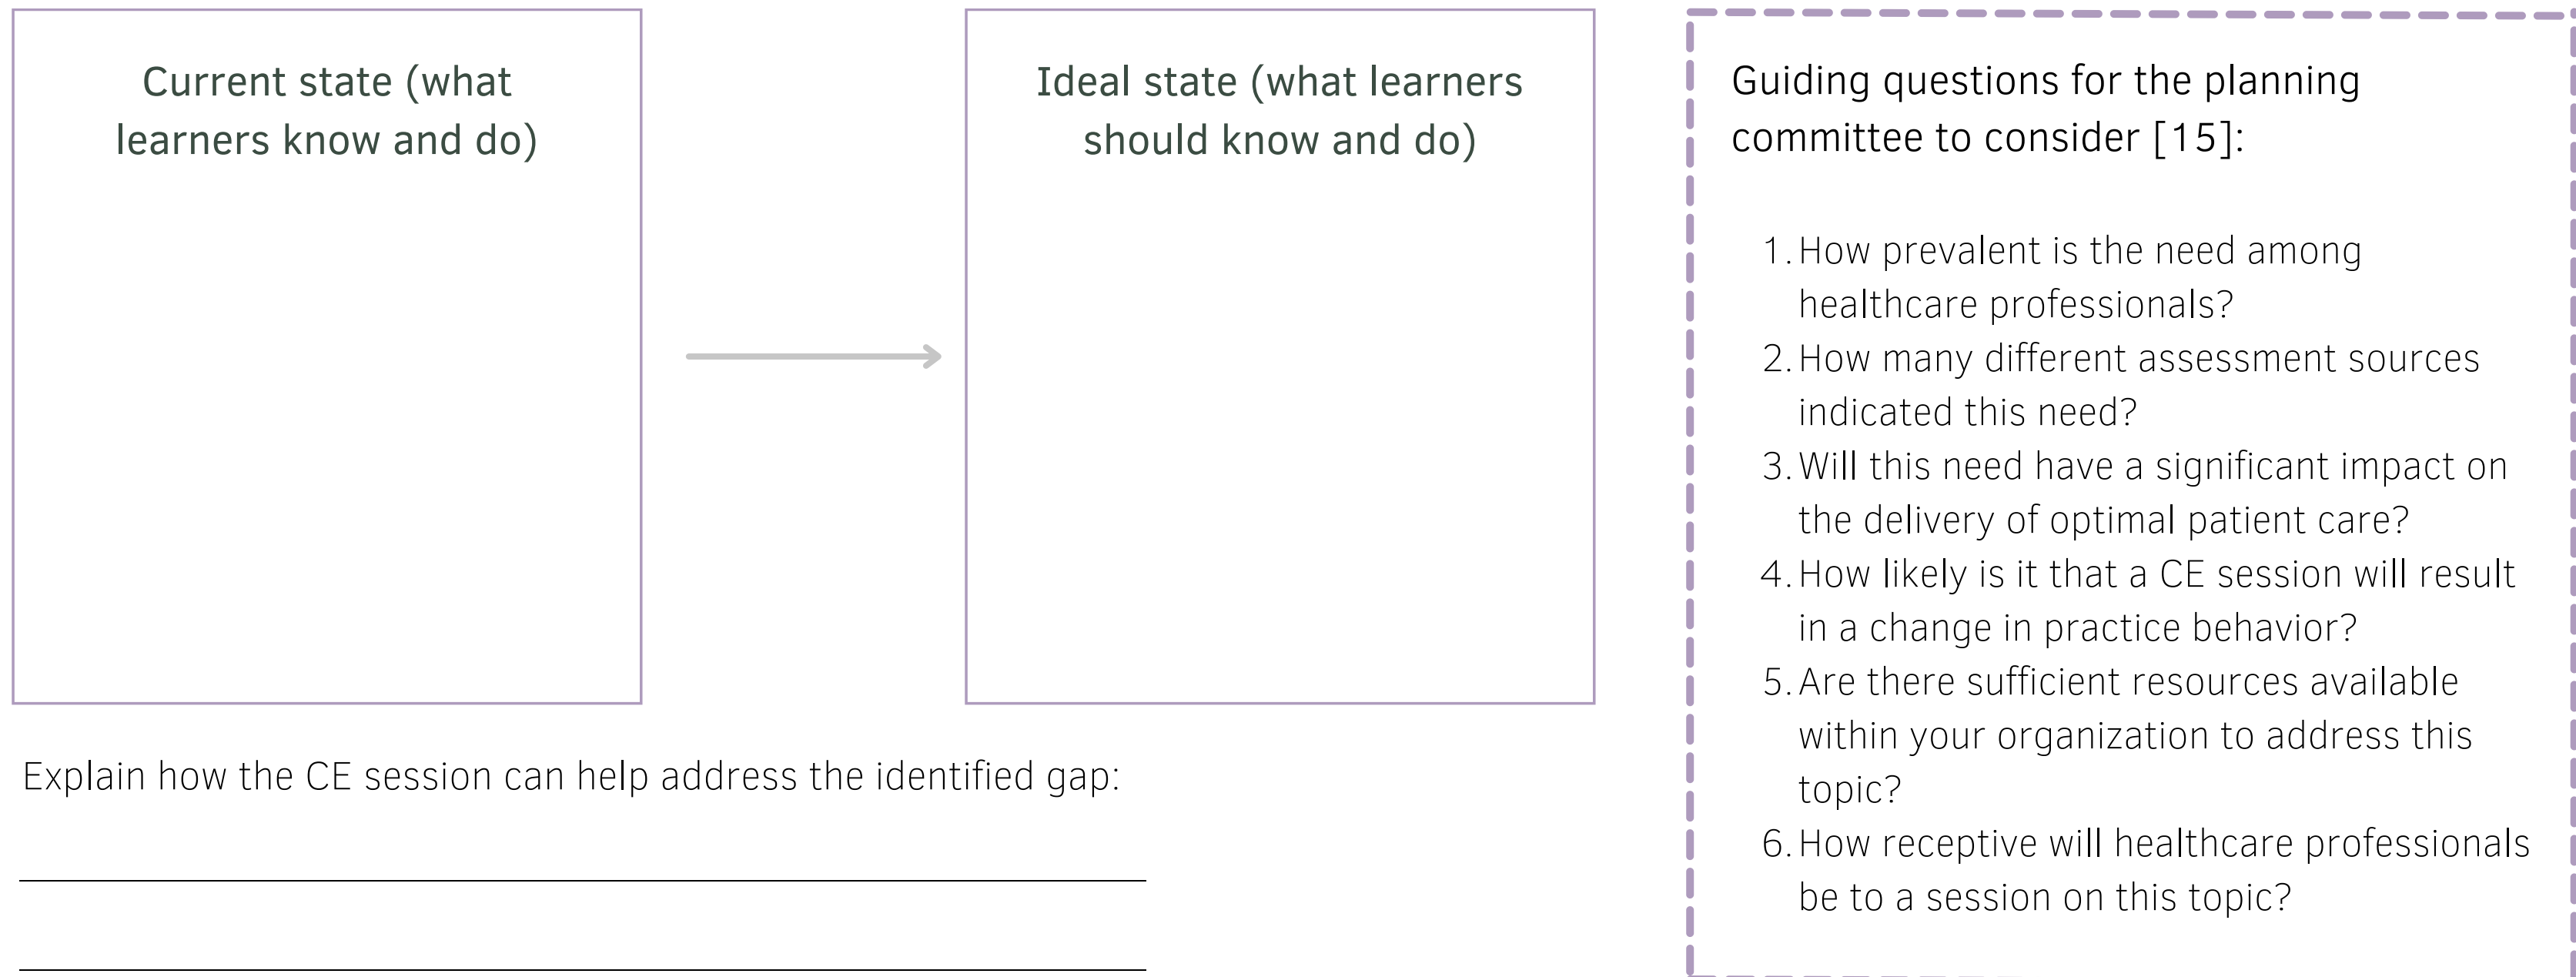 Current state (what
learners know and do)
Ideal state (what learners
should know and do)
Explain how the CE session can help address the identified gap:
Guiding questions for the planning
committee to consider [15]:
1. How prevalent is the need among
healthcare professionals?
2. How many different assessment sources
indicated this need?
3. Will this need have a significant impact on
the delivery of optimal patient care?
4. How likely is it that a CE session will result
in a change in practice behavior?
5. Are there sufficient resources available
within your organization to address this
topic?
6. How receptive will healthcare professionals
be to a session on this topic?